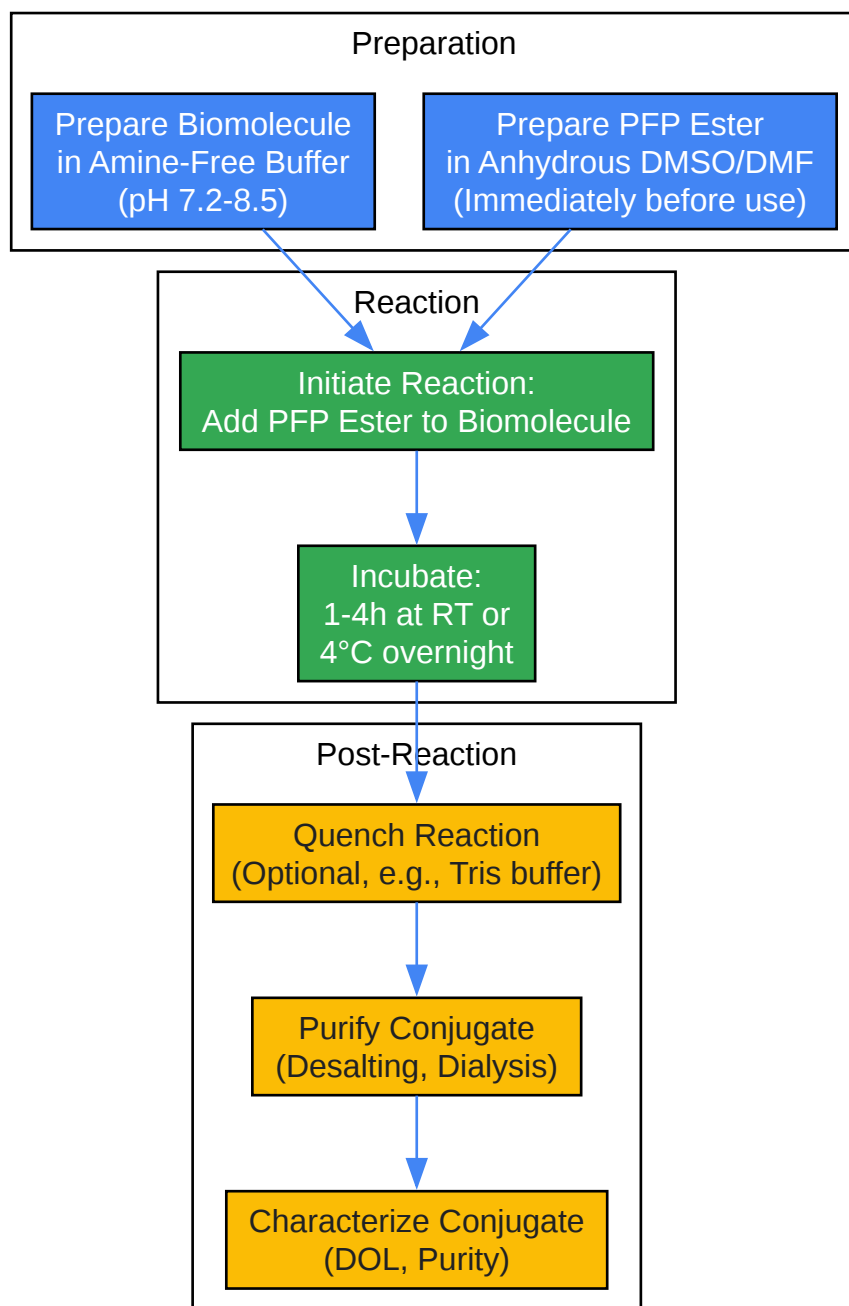 Preparation
Prepare Biomolecule
in Amine-Free Buffer
(pH 7.2-8.5)
Prepare PFP Ester
in Anhydrous DMSO/DMF
(Immediately before use)
Reaction
Initiate Reaction:
Add PFP Ester to Biomolecule
Incubate:
1-4h at RT or
4°C overnight
Post-Reaction
Quench Reaction
(Optional, e.g., Tris buffer)
Purify Conjugate
(Desalting, Dialysis)
Characterize Conjugate
(DOL, Purity)